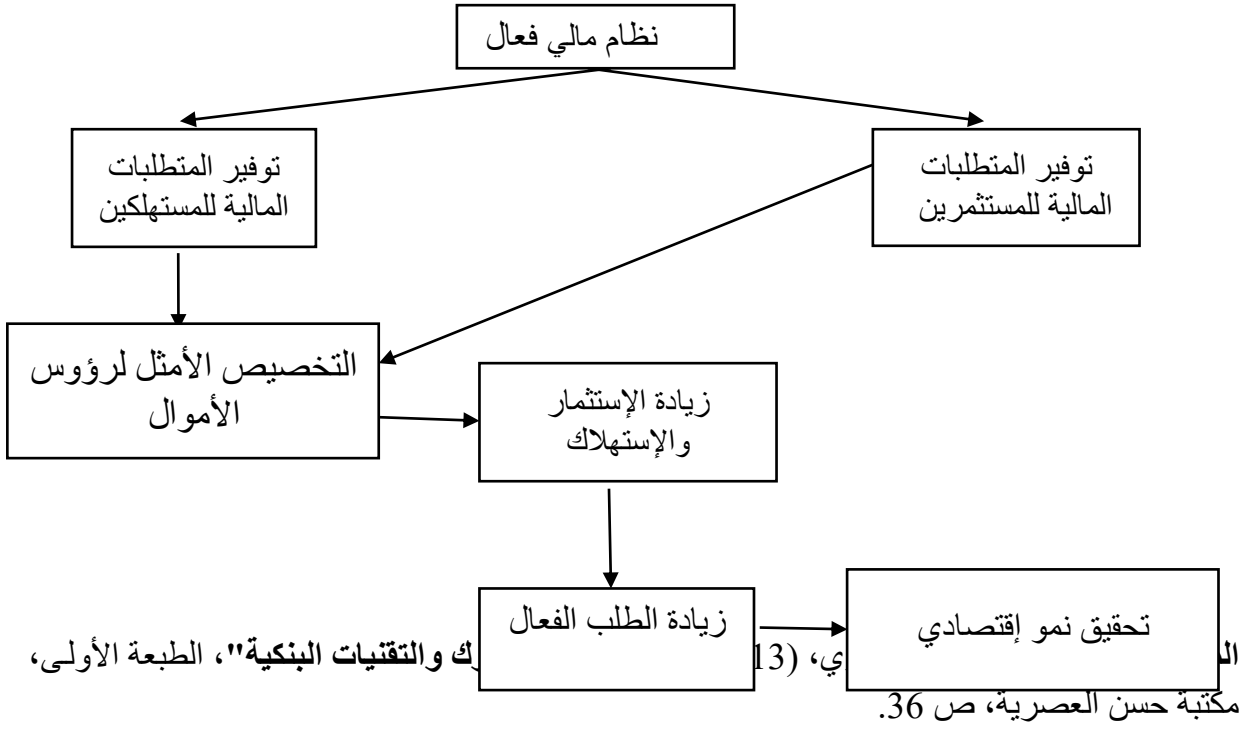 نظام مالي فعال
توفير المتطلبات
المالية للمستثمرين
توفير المتطلبات
المالية للمستهلكين
التخصيص الأمثل لرؤوس
الأموال
زيادة الإستثمار
والإستهلاك
زيادة الطلب الفعال
تحقيق نمو إقتصادي
13) والتقنيات البنكية"، الطبعة الأولى،
مكتبة حسن العصرية، ص 36.